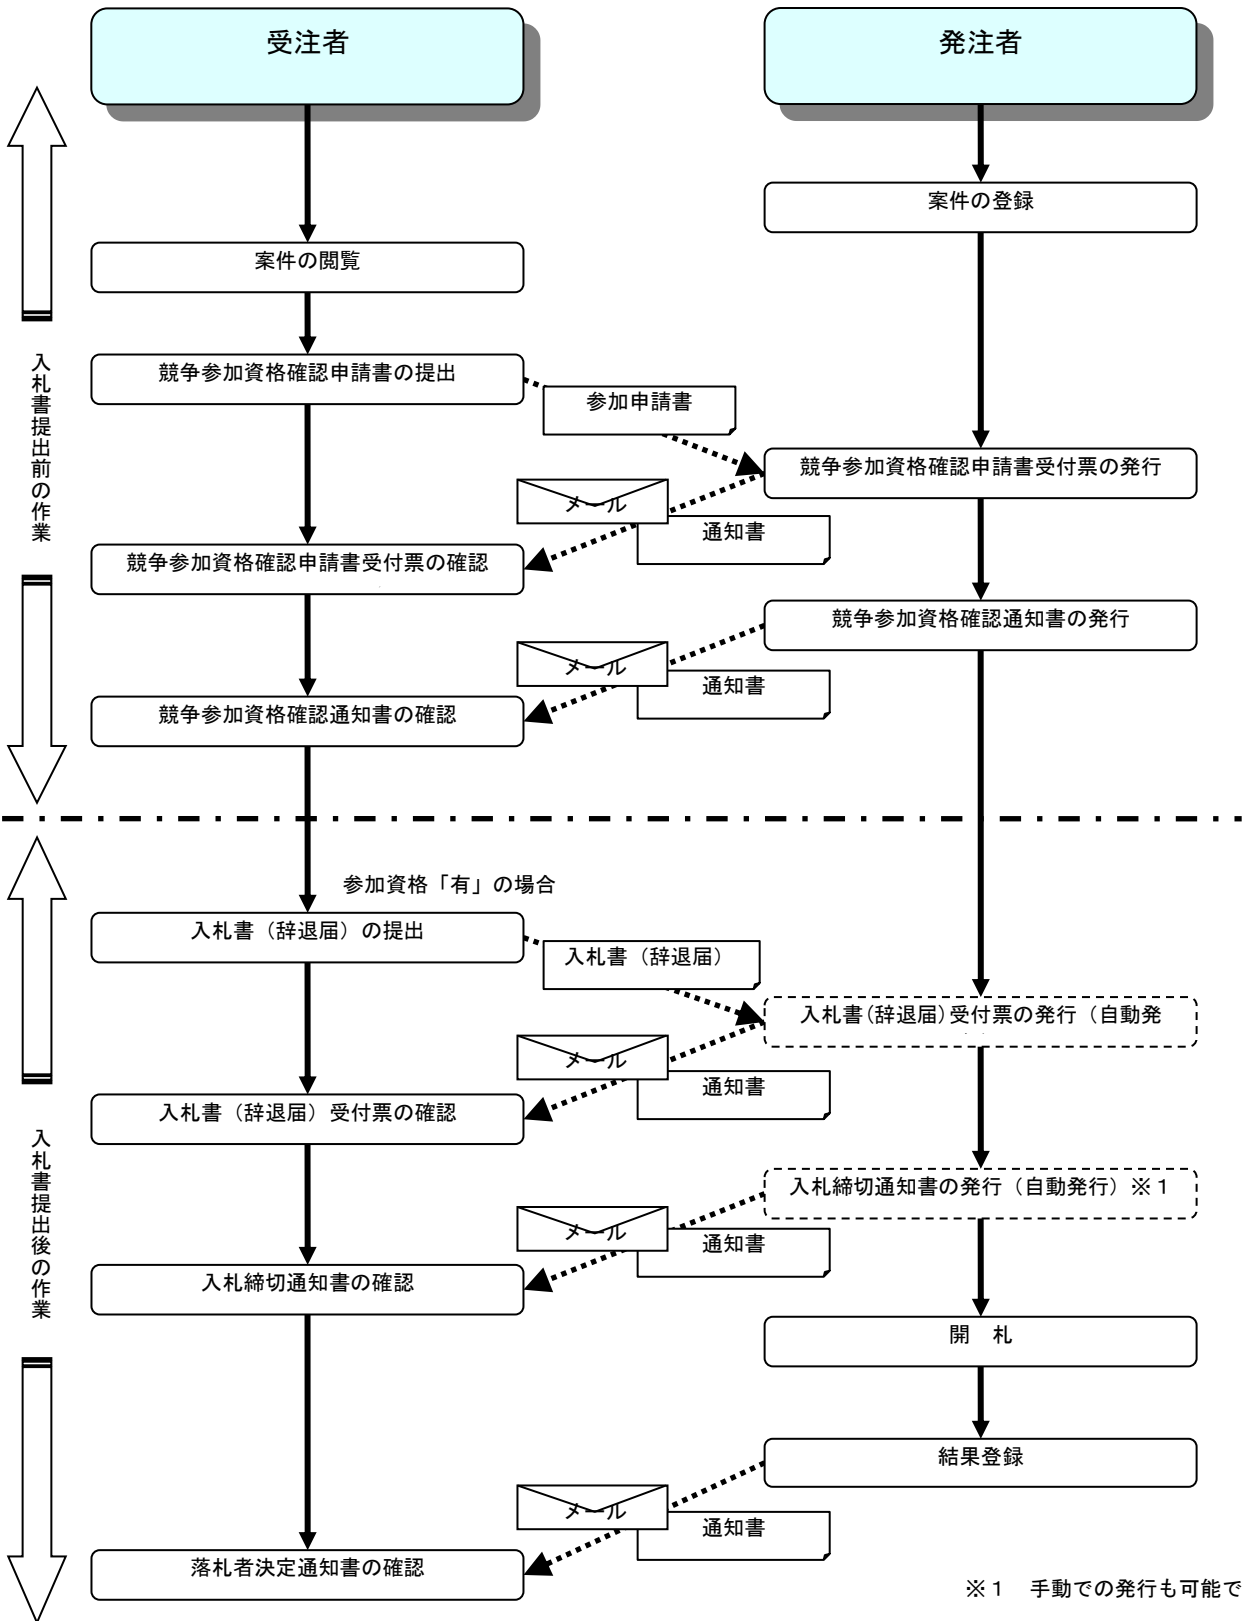 受注者
発注者
案件の登録
案件の閲覧
入札書提出前の作業
競争参加資格確認申請書の提出
参加申請書
競争参加資格確認申請書受付票の発行
メール
通知書
競争参加資格確認申請書受付票の確認
競争参加資格確認通知書の発行
メール
通知書
競争参加資格確認通知書の確認
参加資格「有」の場合
入札書（辞退届）の提出
入札書（辞退届）
入札書(辞退届)受付票の発行（自動発
メール
通知書
入札書（辞退届）受付票の確認
入札書提出後の作業
入札締切通知書の発行（自動発行）※１
メール
通知書
入札締切通知書の確認
開　札
結果登録
メール
通知書
落札者決定通知書の確認
※１　手動での発行も可能で